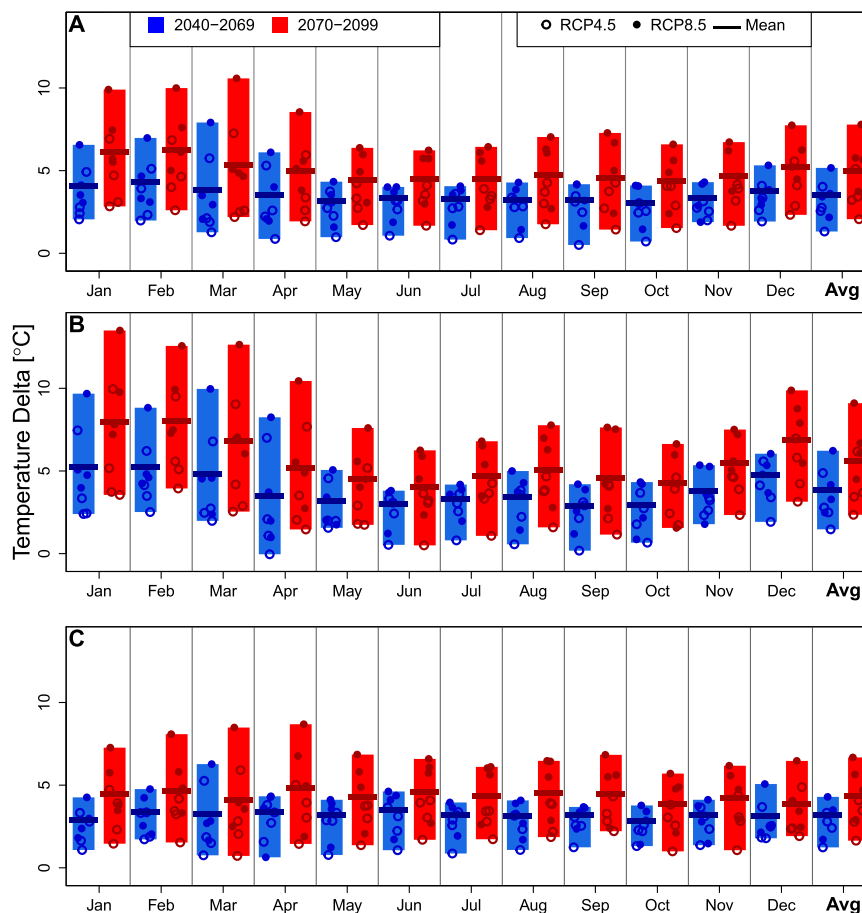 A
2040−2069 2070−2099 RCP4.5 RCP8.5 Mean
10
5
0
Jan Feb Mar Apr May Jun Jul Aug Sep Oct Nov Dec Avg
Temperature Delta [°C]
B
10
5
0
Jan Feb Mar Apr May Jun Jul Aug Sep Oct Nov Dec Avg
C
10
5
0
Jan Feb Mar Apr May Jun Jul Aug Sep Oct Nov Dec Avg